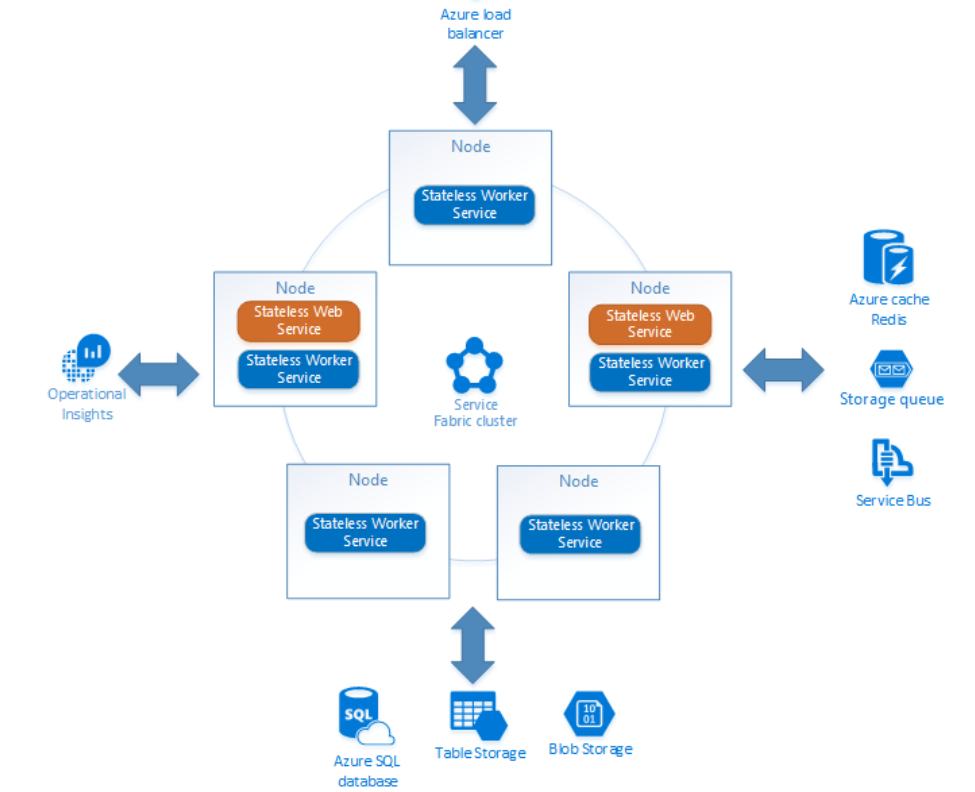 Azure load
balancer
Node
Stateless Worker
Service
Node
Stateless Web
Service
Stateless Worker
Service
Node
Stateless Web
Service
Stateless Worker
Service
Azure cache
Redis
Operational
Insights
Service
Fabric cluster
Storage queue
Service Bus
Node
Stateless Worker
Service
Node
Stateless Worker
Service
SQL
10
01
Azure SQL
database
Table Storage
Blob Storage